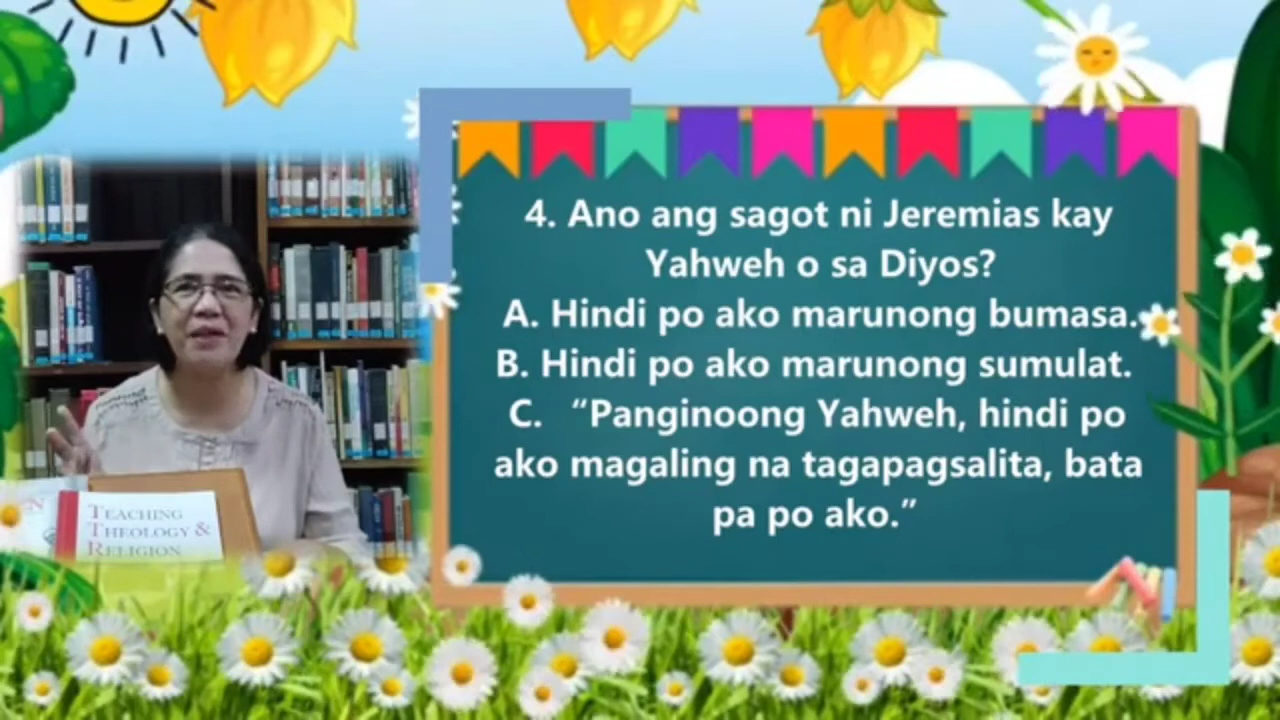 4. Ano ang sagot ni Jeremias kay
Yahweh o sa Diyos?
A. Hindi po ako marunong bumasa.
B. Hindi po ako marunong sumulat.
C. “Panginoong Yahweh, hindi po
ako magaling na tagapagsalita, bata
pa po ako.”
TEACHING
THEOLOGY &
RELIGION